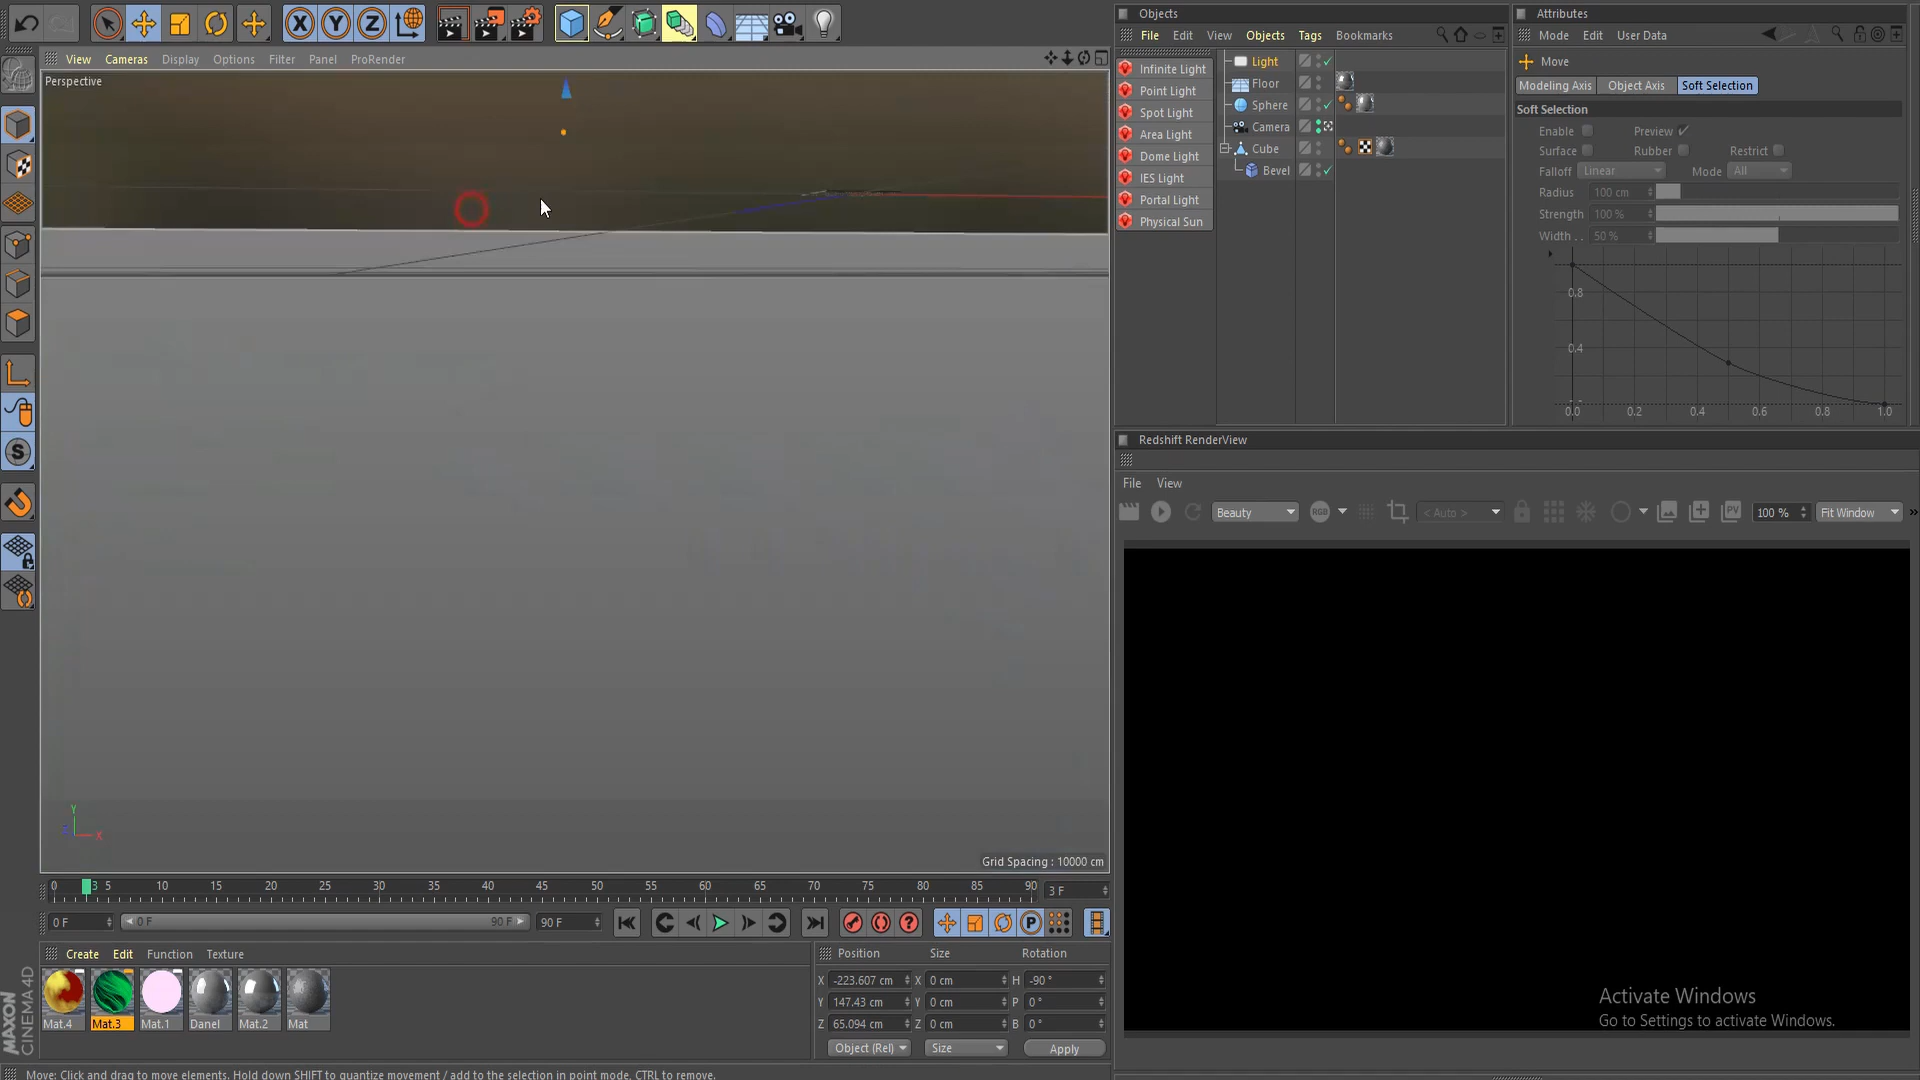 View Cameras Display Options Filter Panel ProRender
Perspective
Grid Spacing : 10000 cm
0 3 5 10 15 20 25 30 35 40 45 50 55 60 65 70 75 80 85 90 3 F
0 F 0 F 90 F 90 F
Create Edit Function Texture
Mat.4 Mat.3 Mat.1 Danel Mat.2 Mat
MAXON
CINEMA4D
Position Size Rotation
X -223.607 cm X 0 cm H -90 °
Y 147.43 cm Y 0 cm P 0 °
Z 65.094 cm Z 0 cm B 0 °
Object (Rel) Size Apply
Move: Click and drag to move elements. Hold down SHIFT to quantize movement / add to the selection in point mode, CTRL to remove.
Objects
File Edit View Objects Tags Bookmarks
Infinite Light
Point Light
Spot Light
Area Light
Dome Light
IES Light
Portal Light
Physical Sun
Light
Floor
Sphere
Camera
Cube
Bevel
Attributes
Mode Edit User Data
Move
Modeling Axis Object Axis Soft Selection
Soft Selection
Enable Preview
Surface Rubber Restrict
Falloff Linear Mode All
Radius 100 cm
Strength 100 %
Width . . 50 %
0.8
0.4
0.0 0.2 0.4 0.6 0.8 1.0
Redshift RenderView
File View
Beauty RGB < Auto > PV 100 % Fit Window »
Activate Windows
Go to Settings to activate Windows.